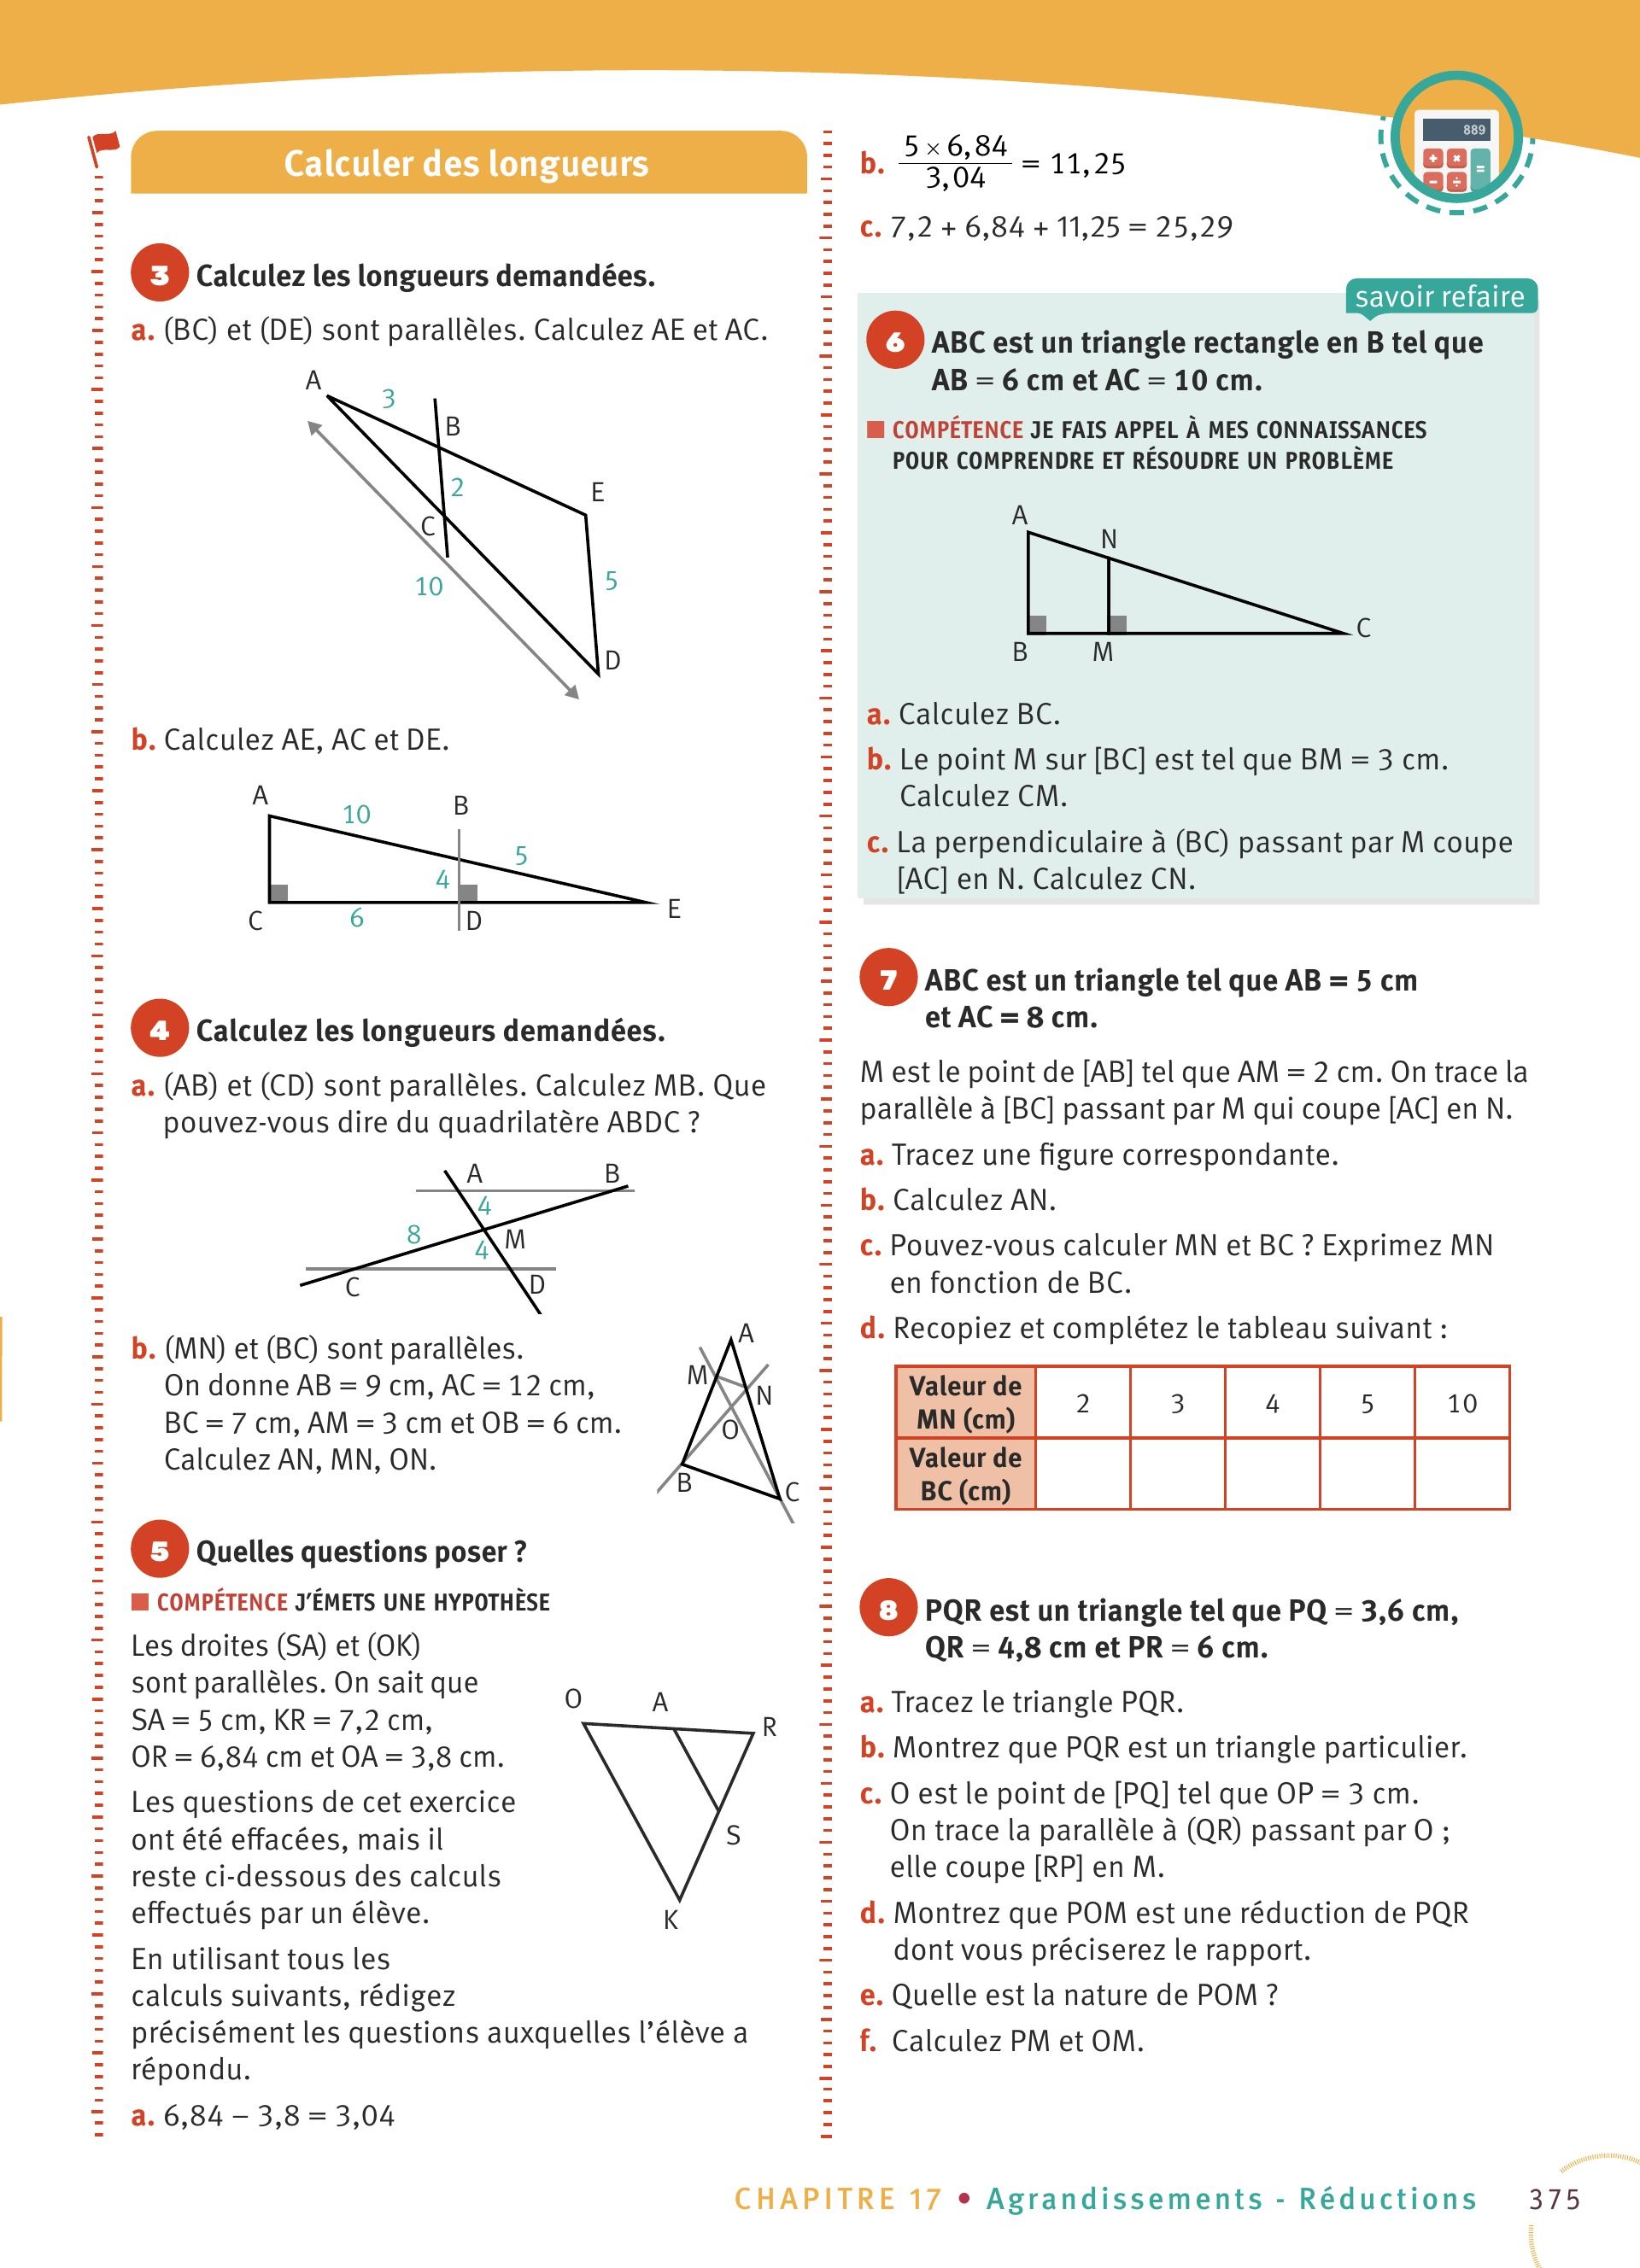 Calculer des longueurs
3 Calculez les longueurs demandées.
a. (BC) et (DE) sont parallèles. Calculez AE et AC.
A
3
B
2
E
C
10
5
D
b. Calculez AE, AC et DE.
A
10
B
5
4
C
6
D
E
4 Calculez les longueurs demandées.
a. (AB) et (CD) sont parallèles. Calculez MB. Que
pouvez-vous dire du quadrilatère ABDC ?
A
B
4
8
M
4
C
D
b. (MN) et (BC) sont parallèles.
On donne AB = 9 cm, AC = 12 cm,
BC = 7 cm, AM = 3 cm et OB = 6 cm.
Calculez AN, MN, ON.
A
M
N
O
B
C
5 Quelles questions poser ?
COMPÉTENCE J'ÉMETS UNE HYPOTHÈSE
Les droites (SA) et (OK)
sont parallèles. On sait que
SA = 5 cm, KR = 7,2 cm,
OR = 6,84 cm et OA = 3,8 cm.
Les questions de cet exercice
ont été effacées, mais il
reste ci-dessous des calculs
effectués par un élève.
En utilisant tous les
calculs suivants, rédigez
précisément les questions auxquelles l'élève a
répondu.
O
A
R
S
K
a. 6,84 – 3,8 = 3,04
b. 5 × 6,84 / 3,04 = 11,25
c. 7,2 + 6,84 + 11,25 = 25,29
889
savoir refaire
6 ABC est un triangle rectangle en B tel que
AB = 6 cm et AC = 10 cm.
COMPÉTENCE JE FAIS APPEL À MES CONNAISSANCES
POUR COMPRENDRE ET RÉSOUDRE UN PROBLÈME
A
N
C
B
M
a. Calculez BC.
b. Le point M sur [BC] est tel que BM = 3 cm.
Calculez CM.
c. La perpendiculaire à (BC) passant par M coupe
[AC] en N. Calculez CN.
7 ABC est un triangle tel que AB = 5 cm
et AC = 8 cm.
M est le point de [AB] tel que AM = 2 cm. On trace la
parallèle à [BC] passant par M qui coupe [AC] en N.
a. Tracez une figure correspondante.
b. Calculez AN.
c. Pouvez-vous calculer MN et BC ? Exprimez MN
en fonction de BC.
d. Recopiez et complétez le tableau suivant :
Valeur de
MN (cm)
2 3 4 5 10
Valeur de
BC (cm)
8 PQR est un triangle tel que PQ = 3,6 cm,
QR = 4,8 cm et PR = 6 cm.
a. Tracez le triangle PQR.
b. Montrez que PQR est un triangle particulier.
c. O est le point de [PQ] tel que OP = 3 cm.
On trace la parallèle à (QR) passant par O ;
elle coupe [RP] en M.
d. Montrez que POM est une réduction de PQR
dont vous préciserez le rapport.
e. Quelle est la nature de POM ?
f. Calculez PM et OM.
CHAPITRE 17 • Agrandissements - Réductions 375